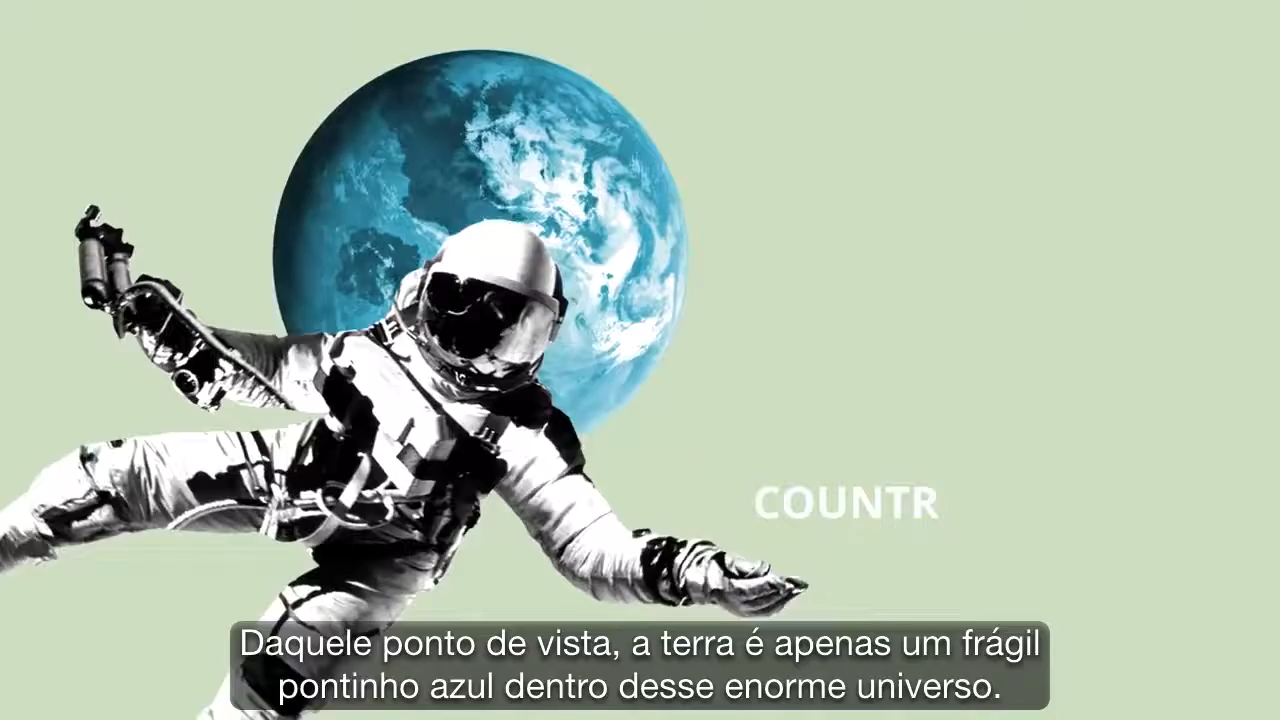 COUNTR
Daquele ponto de vista, a terra é apenas um frágil
pontinho azul dentro desse enorme universo.